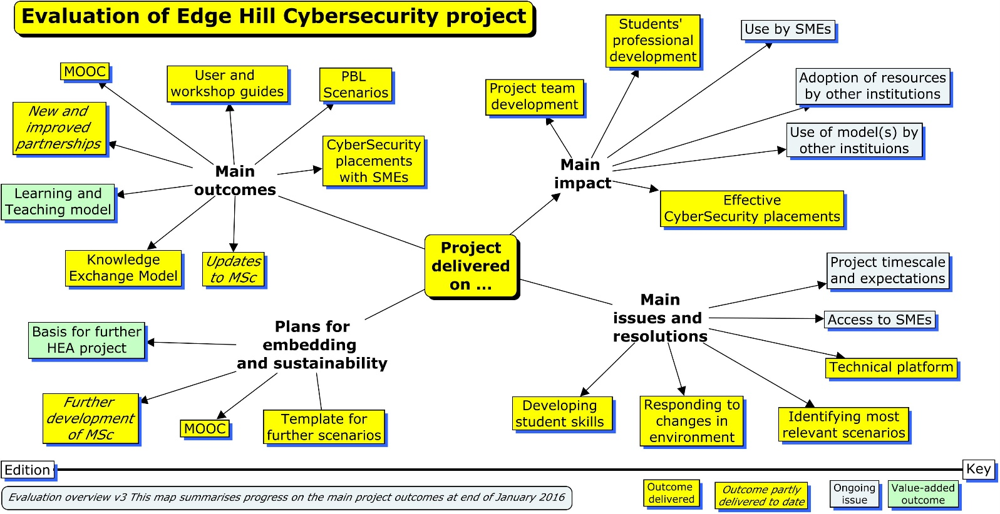 Evaluation of Edge Hill Cybersecurity project
MOOC
User and
workshop guides
PBL
Scenarios
New and
improved
partnerships
CyberSecurity
placements
with SMEs
Main
outcomes
Learning and
Teaching model
Knowledge
Exchange Model
Updates
to MSc
Students'
professional
development
Use by SMEs
Project team
development
Adoption of resources
by other institutions
Use of model(s) by
other instituions
Main
impact
Effective
CyberSecurity placements
Project
delivered
on ...
Project timescale
and expectations
Main
issues and
resolutions
Access to SMEs
Technical platform
Developing
student skills
Responding to
changes in
environment
Identifying most
relevant scenarios
Plans for
embedding
and sustainability
Basis for further
HEA project
Further
development
of MSc
MOOC
Template for
further scenarios
Edition
Key
Evaluation overview v3 This map summarises progress on the main project outcomes at end of January 2016
Outcome
delivered
Outcome partly
delivered to date
Ongoing
issue
Value-added
outcome